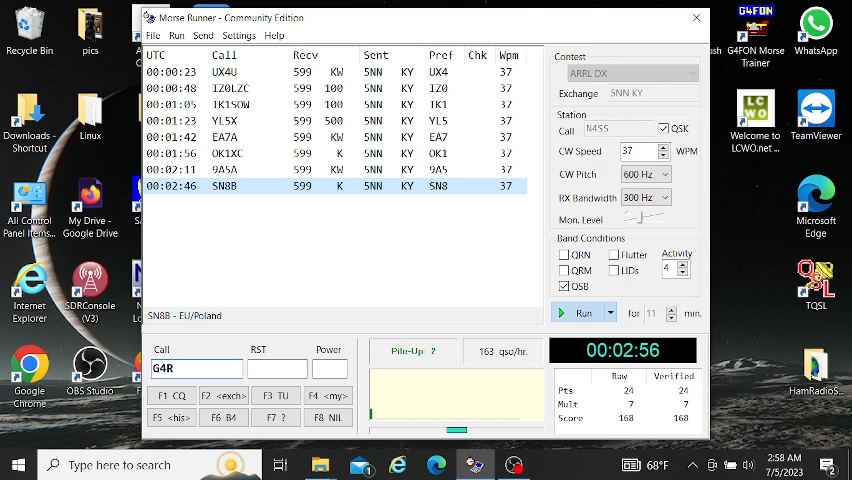 Recycle Bin
pics
Downloads - Shortcut
Linux
All Control Panel Items...
My Drive - Google Drive
Internet Explorer
SDRConsole (V3)
Google Chrome
OBS Studio
Morse Runner - Community Edition
File Run Send Settings Help
UTC Call Recv Sent Pref Chk Wpm
00:00:23 UX4U 599 KW 5NN KY UX4 37
00:00:48 IZ0LZC 599 100 5NN KY IZ0 37
00:01:05 IK1SOW 599 100 5NN KY IK1 37
00:01:23 YL5X 599 500 5NN KY YL5 37
00:01:42 EA7A 599 KW 5NN KY EA7 37
00:01:56 OK1XC 599 K 5NN KY OK1 37
00:02:11 9A5A 599 KW 5NN KY 9A5 37
00:02:46 SN8B 599 K 5NN KY SN8 37
SN8B - EU/Poland
Call RST Power
G4R
F1 CQ F2 <exch> F3 TU F4 <my>
F5 <his> F6 B4 F7 ? F8 NIL
Pile-Up: 2 163 qso/hr.
Contest
ARRL DX
Exchange 5NN KY
Station
Call N4SS QSK
CW Speed 37 WPM
CW Pitch 600 Hz
RX Bandwidth 300 Hz
Mon. Level
Band Conditions
QRN Flutter Activity
QRM LIDs 4
QSB
Run for 11 min.
00:02:56
Raw Verified
Pts 24 24
Mult 7 7
Score 168 168
G4FON
G4FON Morse Trainer
WhatsApp
LC
WO
Welcome to LCWO.net ...
TeamViewer
Microsoft Edge
TQSL
HamRadioS...
Type here to search
1
68°F
2:58 AM
7/5/2023
2